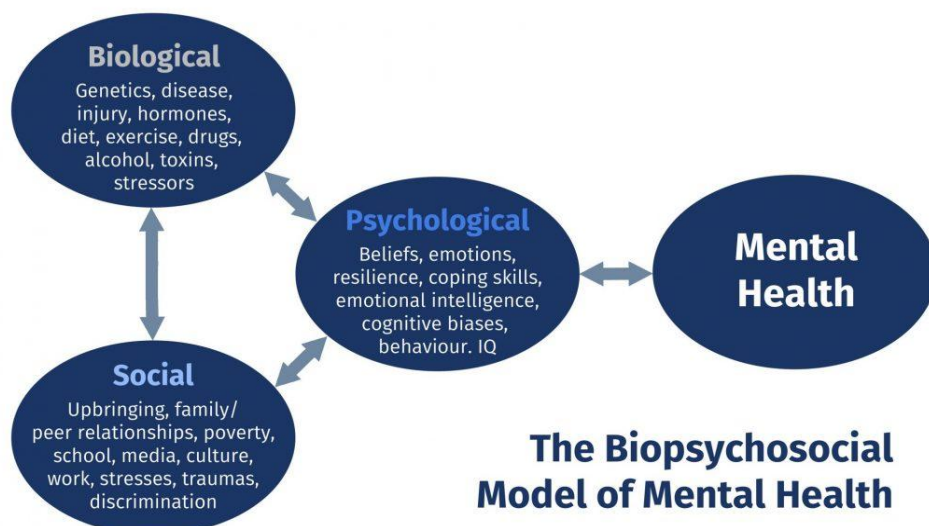 Biological
Genetics, disease,
injury, hormones,
diet, exercise, drugs,
alcohol, toxins,
stressors
Psychological
Beliefs, emotions,
resilience, coping skills,
emotional intelligence,
cognitive biases,
behaviour. IQ
Mental
Health
Social
Upbringing, family/
peer relationships, poverty,
school, media, culture,
work, stresses, traumas,
discrimination
The Biopsychosocial
Model of Mental Health